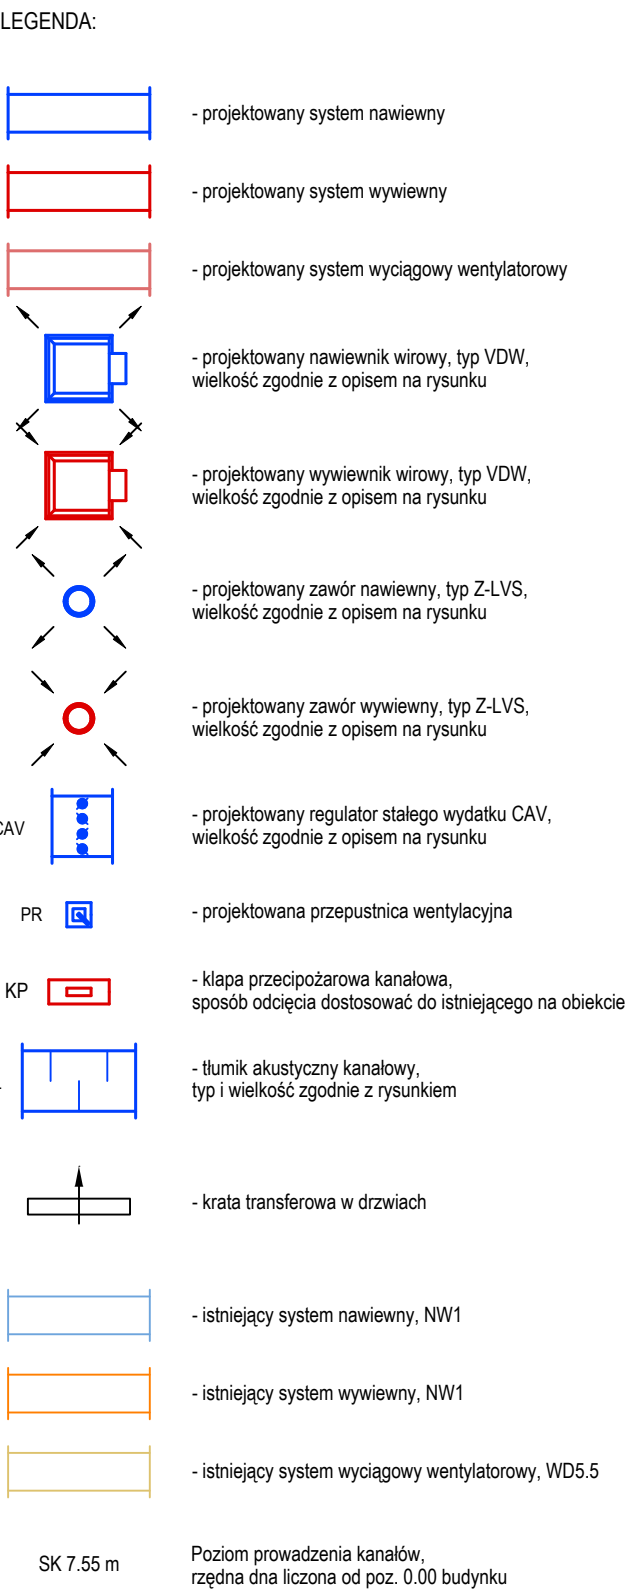 LEGENDA:
- projektowany system nawiewny
- projektowany system wywiewny
- projektowany system wyciągowy wentylatorowy
- projektowany nawiewnik wirowy, typ VDW,
wielkość zgodnie z opisem na rysunku
- projektowany wywiewnik wirowy, typ VDW,
wielkość zgodnie z opisem na rysunku
- projektowany zawór nawiewny, typ Z-LVS,
wielkość zgodnie z opisem na rysunku
- projektowany zawór wywiewny, typ Z-LVS,
wielkość zgodnie z opisem na rysunku
CAV
- projektowany regulator stałego wydatku CAV,
wielkość zgodnie z opisem na rysunku
PR
- projektowana przepustnica wentylacyjna
KP
- klapa przecipożarowa kanałowa,
sposób odcięcia dostosować do istniejącego na obiekcie
- tłumik akustyczny kanałowy,
typ i wielkość zgodnie z rysunkiem
- krata transferowa w drzwiach
- istniejący system nawiewny, NW1
- istniejący system wywiewny, NW1
- istniejący system wyciągowy wentylatorowy, WD5.5
SK 7.55 m
Poziom prowadzenia kanałów,
rzędna dna liczona od poz. 0.00 budynku